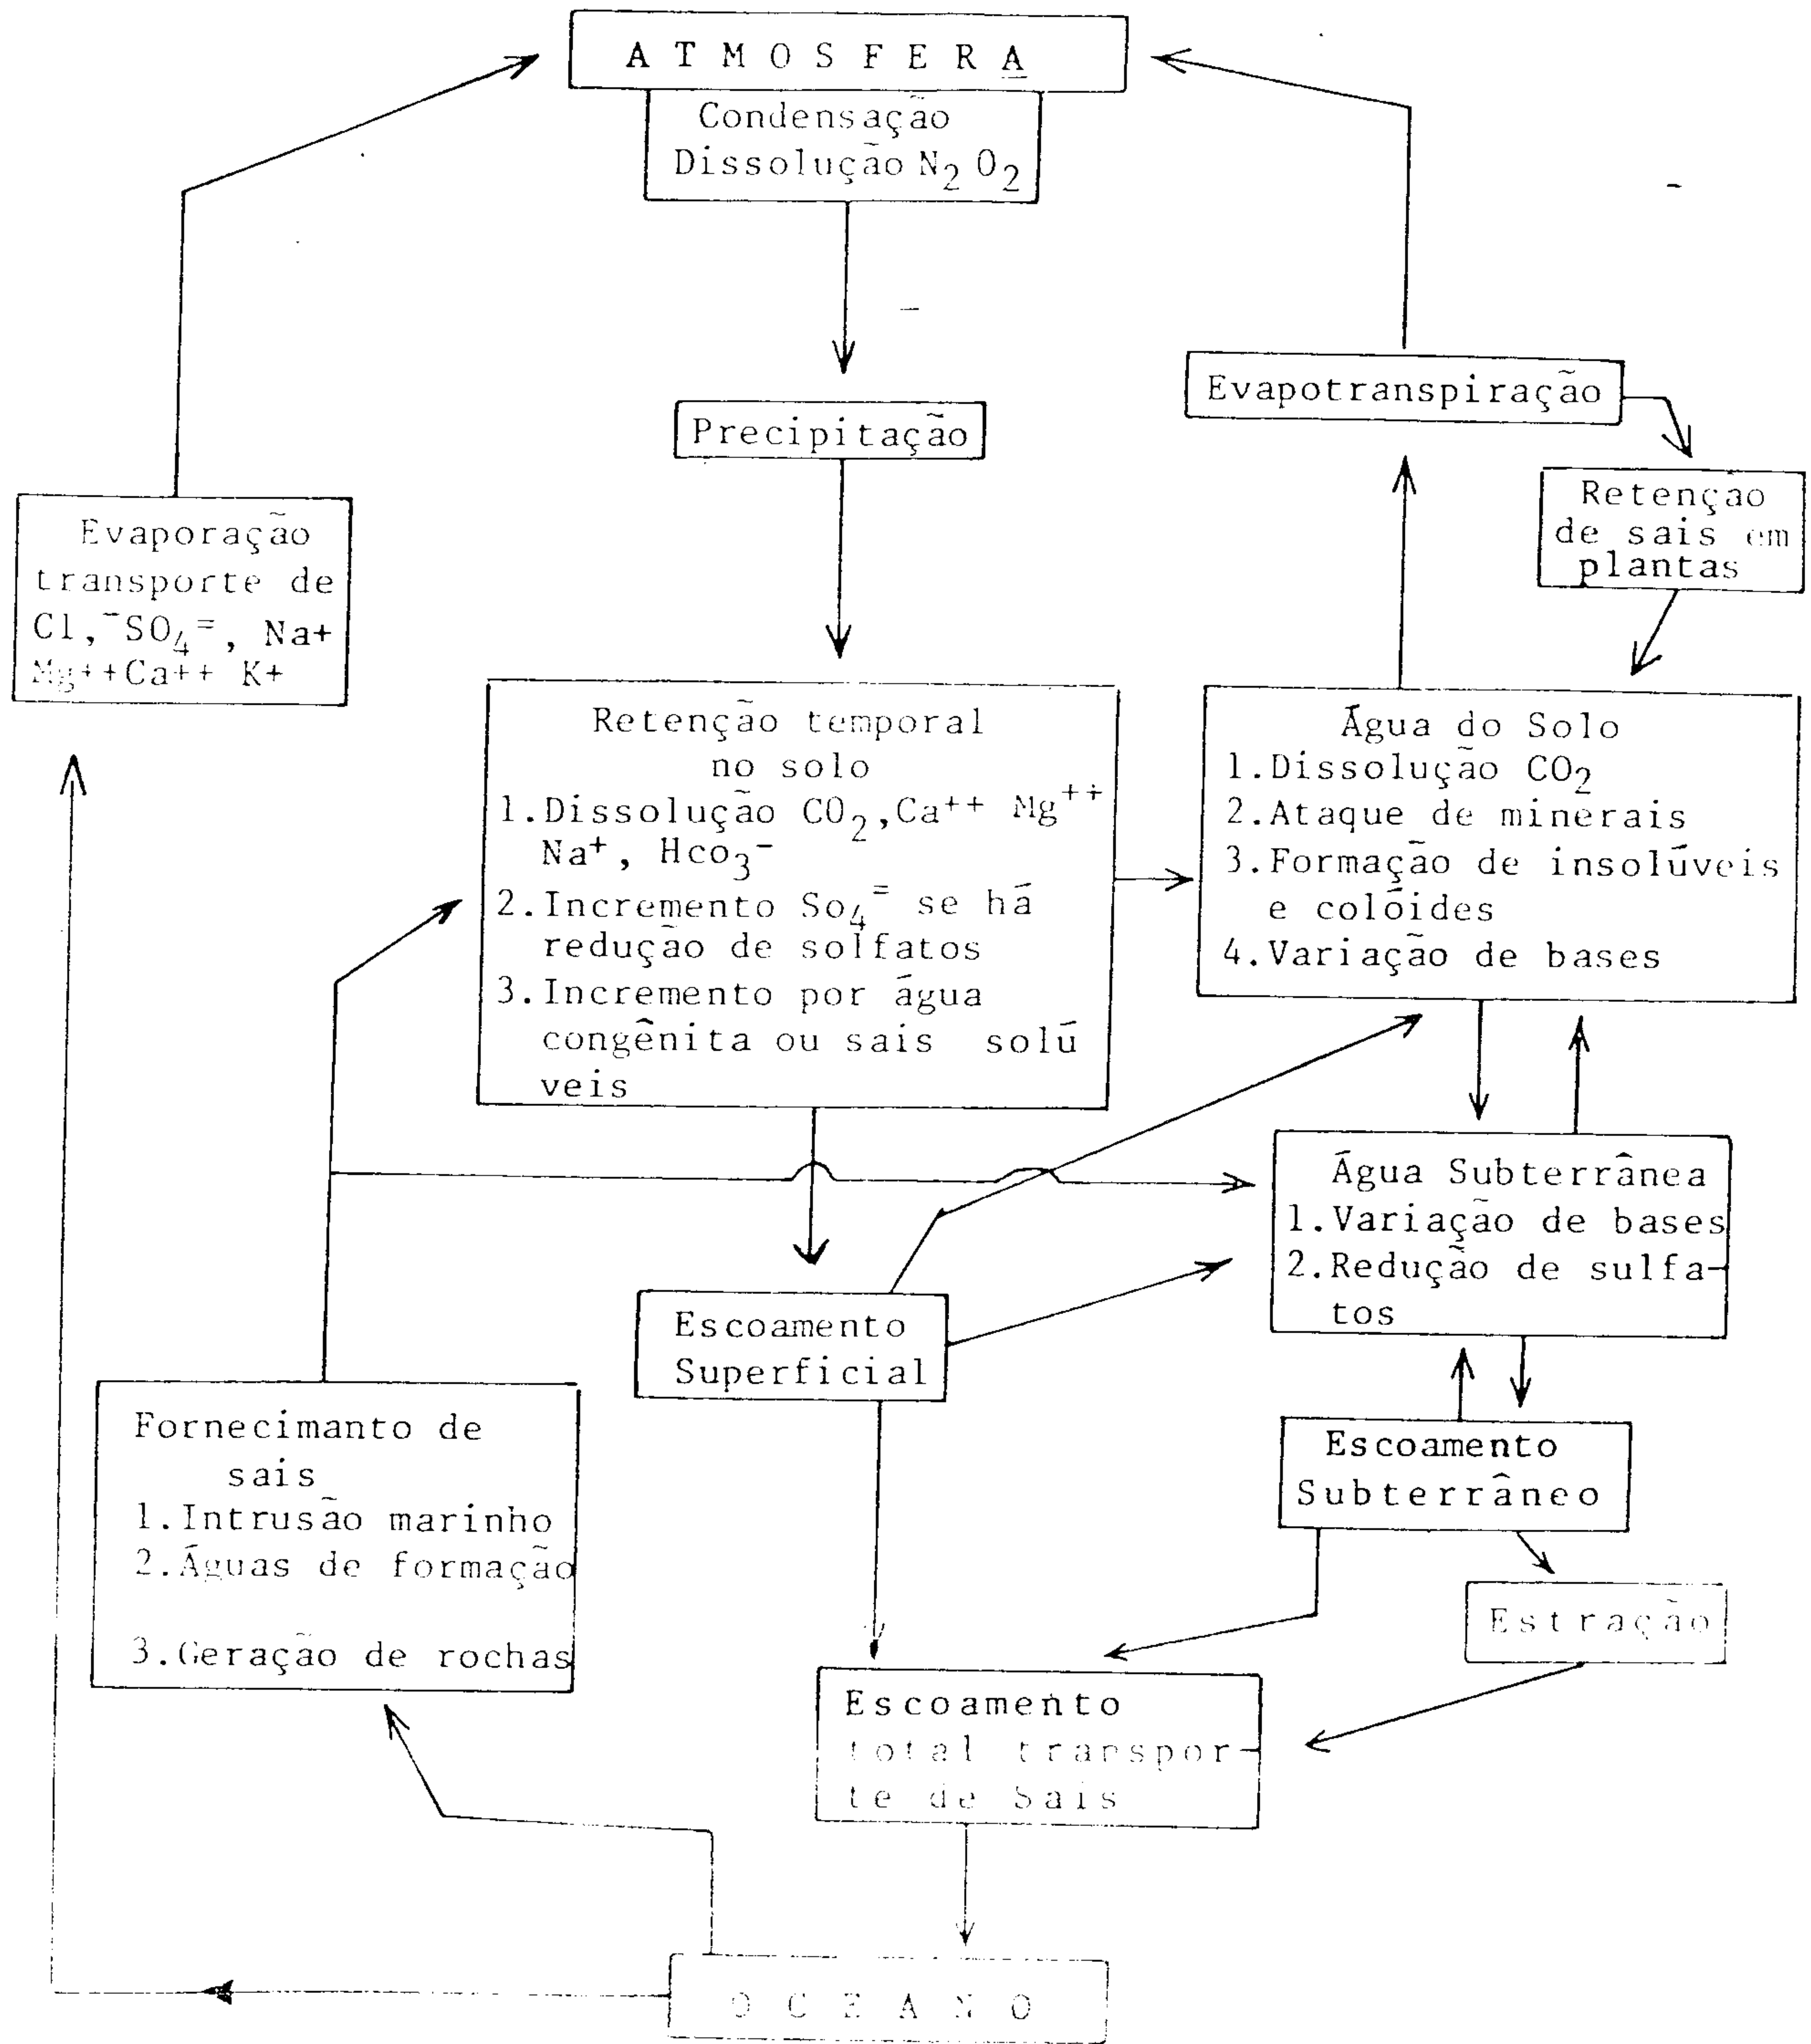 A T M O S F E R A
Condensação
Dissolução N₂ O₂
Precipitação
Evapotranspiração
Retenção
de sais em
plantas
Evaporação
transporte de
Cl,⁻SO₄⁼, Na+
Mg++Ca++ K+
Retenção temporal
no solo
1.Dissolução CO₂,Ca⁺⁺ Mg⁺⁺
Na⁺, Hco₃⁻
2.Incremento So₄⁼ se há
redução de solfatos
3.Incremento por água
congênita ou sais solú
veis
Água do Solo
1.Dissolução CO₂
2.Ataque de minerais
3.Formação de insolúveis
e colóides
4.Variação de bases
Água Subterrânea
1.Variação de bases
2.Redução de sulfa-
tos
Escoamento
Superficial
Fornecimanto de
sais
1.Intrusão marinho
2.Águas de formação
3.Geração de rochas
Escoamento
Subterrâneo
Estração
Escoamento
total transpor-
te de Sais
O C E A N O